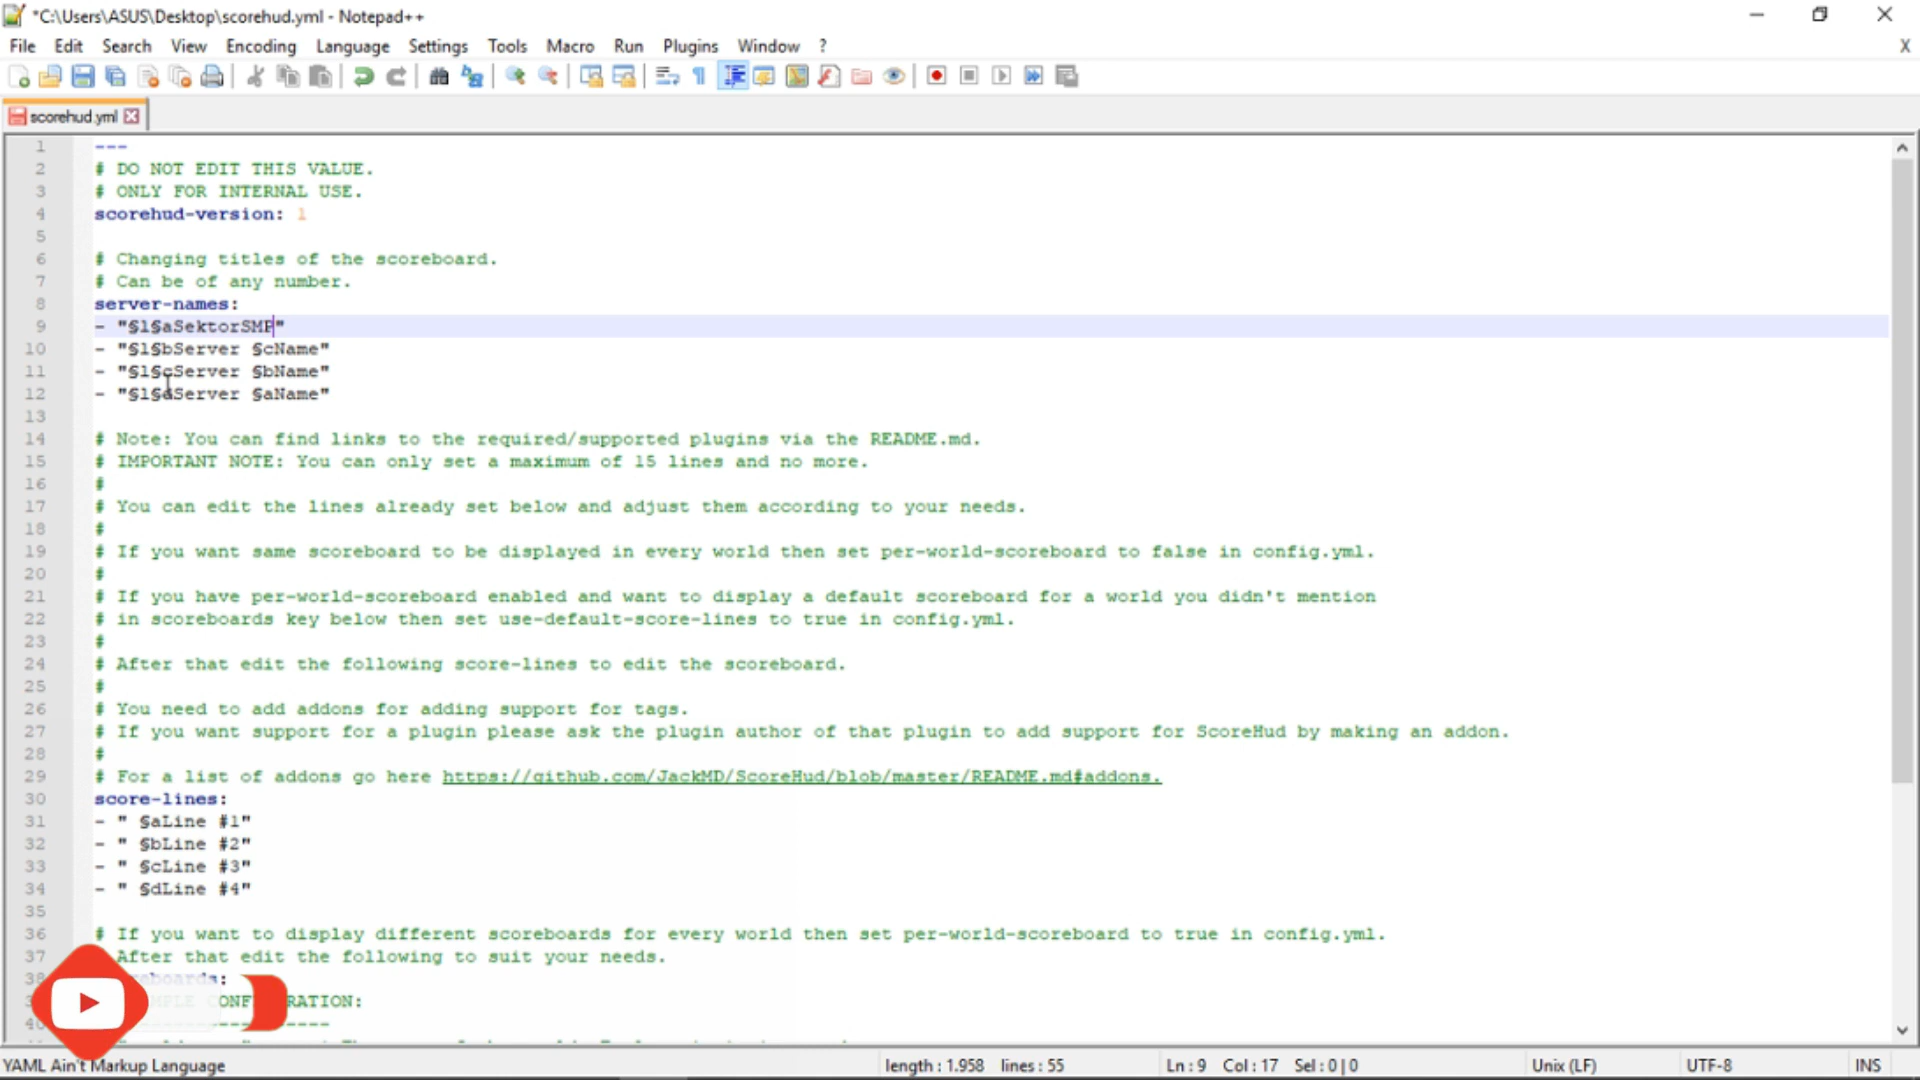 *C:\Users\ASUS\Desktop\scorehud.yml - Notepad++
File Edit Search View Encoding Language Settings Tools Macro Run Plugins Window ? X
scorehud.yml
1 ---
2 # DO NOT EDIT THIS VALUE.
3 # ONLY FOR INTERNAL USE.
4 scorehud-version: 1
5
6 # Changing titles of the scoreboard.
7 # Can be of any number.
8 server-names:
9 - "§l§aSektorSMP"
10 - "§l§bServer §cName"
11 - "§l§cServer §bName"
12 - "§l§dServer §aName"
13
14 # Note: You can find links to the required/supported plugins via the README.md.
15 # IMPORTANT NOTE: You can only set a maximum of 15 lines and no more.
16 #
17 # You can edit the lines already set below and adjust them according to your needs.
18 #
19 # If you want same scoreboard to be displayed in every world then set per-world-scoreboard to false in config.yml.
20 #
21 # If you have per-world-scoreboard enabled and want to display a default scoreboard for a world you didn't mention
22 # in scoreboards key below then set use-default-score-lines to true in config.yml.
23 #
24 # After that edit the following score-lines to edit the scoreboard.
25 #
26 # You need to add addons for adding support for tags.
27 # If you want support for a plugin please ask the plugin author of that plugin to add support for ScoreHud by making an addon.
28 #
29 # For a list of addons go here https://github.com/JackMD/ScoreHud/blob/master/README.md#addons.
30 score-lines:
31 - " §aLine #1"
32 - " §bLine #2"
33 - " §cLine #3"
34 - " §dLine #4"
35
36 # If you want to display different scoreboards for every world then set per-world-scoreboard to true in config.yml.
37 After that edit the following to suit your needs.
YAML Ain't Markup Language length : 1.958 lines : 55 Ln : 9 Col : 17 Sel : 0 | 0 Unix (LF) UTF-8 INS